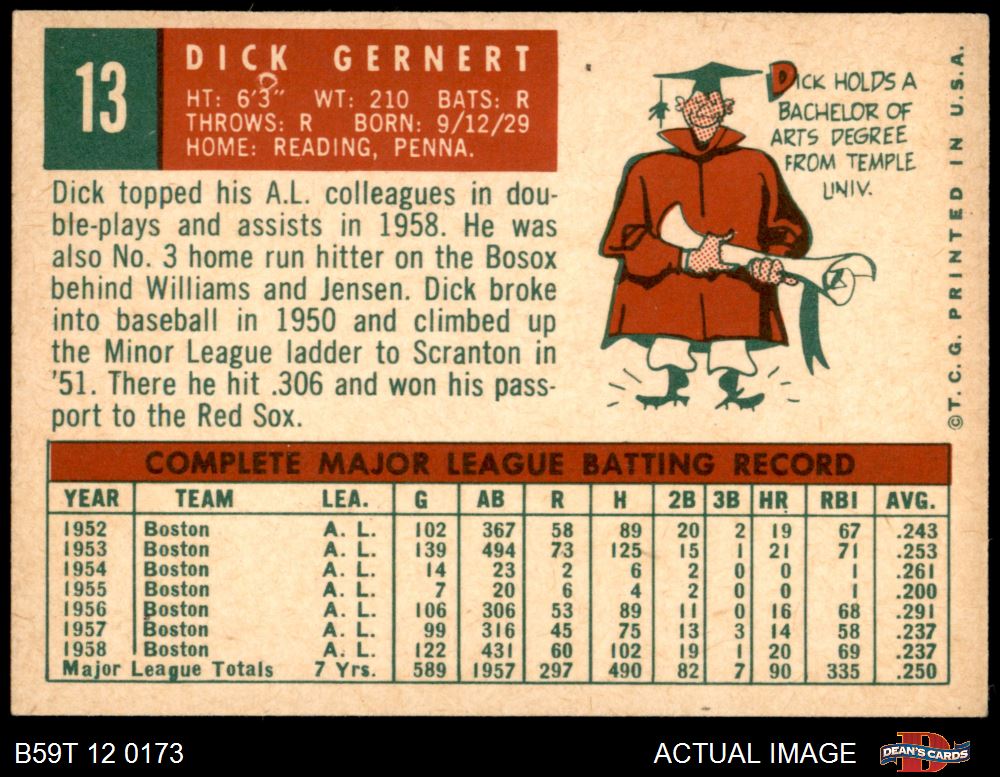 13
DICK GERNERT
HT: 6'3" WT: 210 BATS: R
THROWS: R BORN: 9/12/29
HOME: READING, PENNA.
Dick topped his A.L. colleagues in dou-
ble-plays and assists in 1958. He was
also No. 3 home run hitter on the Bosox
behind Williams and Jensen. Dick broke
into baseball in 1950 and climbed up
the Minor League ladder to Scranton in
'51. There he hit .306 and won his pass-
port to the Red Sox.
DICK HOLDS A
BACHELOR OF
ARTS DEGREE
FROM TEMPLE
UNIV.
©T.C.G. PRINTED IN U.S.A.
COMPLETE MAJOR LEAGUE BATTING RECORD
YEAR TEAM LEA. G AB R H 2B 3B HR RBI AVG.
1952 Boston A. L. 102 367 58 89 20 2 19 67 .243
1953 Boston A. L. 139 494 73 125 15 1 21 71 .253
1954 Boston A. L. 14 23 2 6 2 0 0 1 .261
1955 Boston A. L. 7 20 6 4 2 0 0 1 .200
1956 Boston A. L. 106 306 53 89 11 0 16 68 .291
1957 Boston A. L. 99 316 45 75 13 3 14 58 .237
1958 Boston A. L. 122 431 60 102 19 1 20 69 .237
Major League Totals 7 Yrs. 589 1957 297 490 82 7 90 335 .250
B59T 12 0173
ACTUAL IMAGE
DEAN'S CARDS